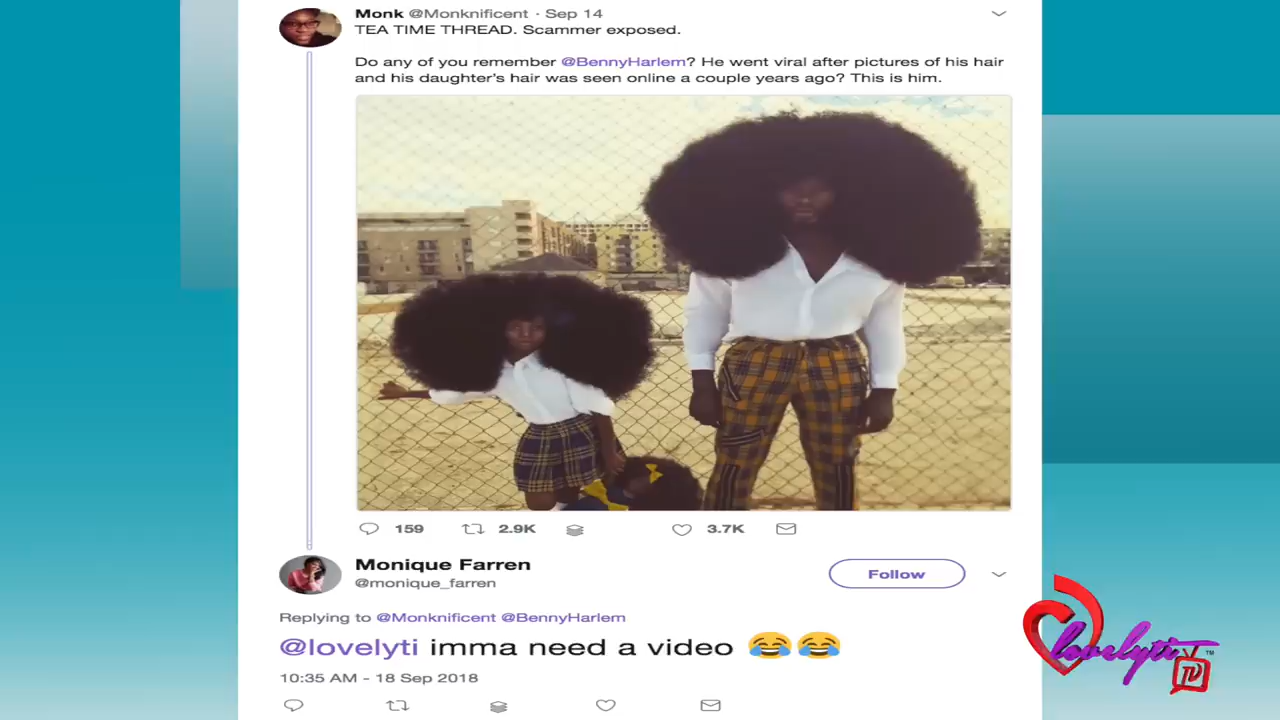 Monk @Monknificent · Sep 14
TEA TIME THREAD. Scammer exposed.
Do any of you remember @BennyHarlem? He went viral after pictures of his hair
and his daughter's hair was seen online a couple years ago? This is him.
159 2.9K 3.7K
Monique Farren
@monique_farren
Follow
Replying to @Monknificent @BennyHarlem
@lovelyti imma need a video 😂😂
10:35 AM - 18 Sep 2018
lovelyti TV ™